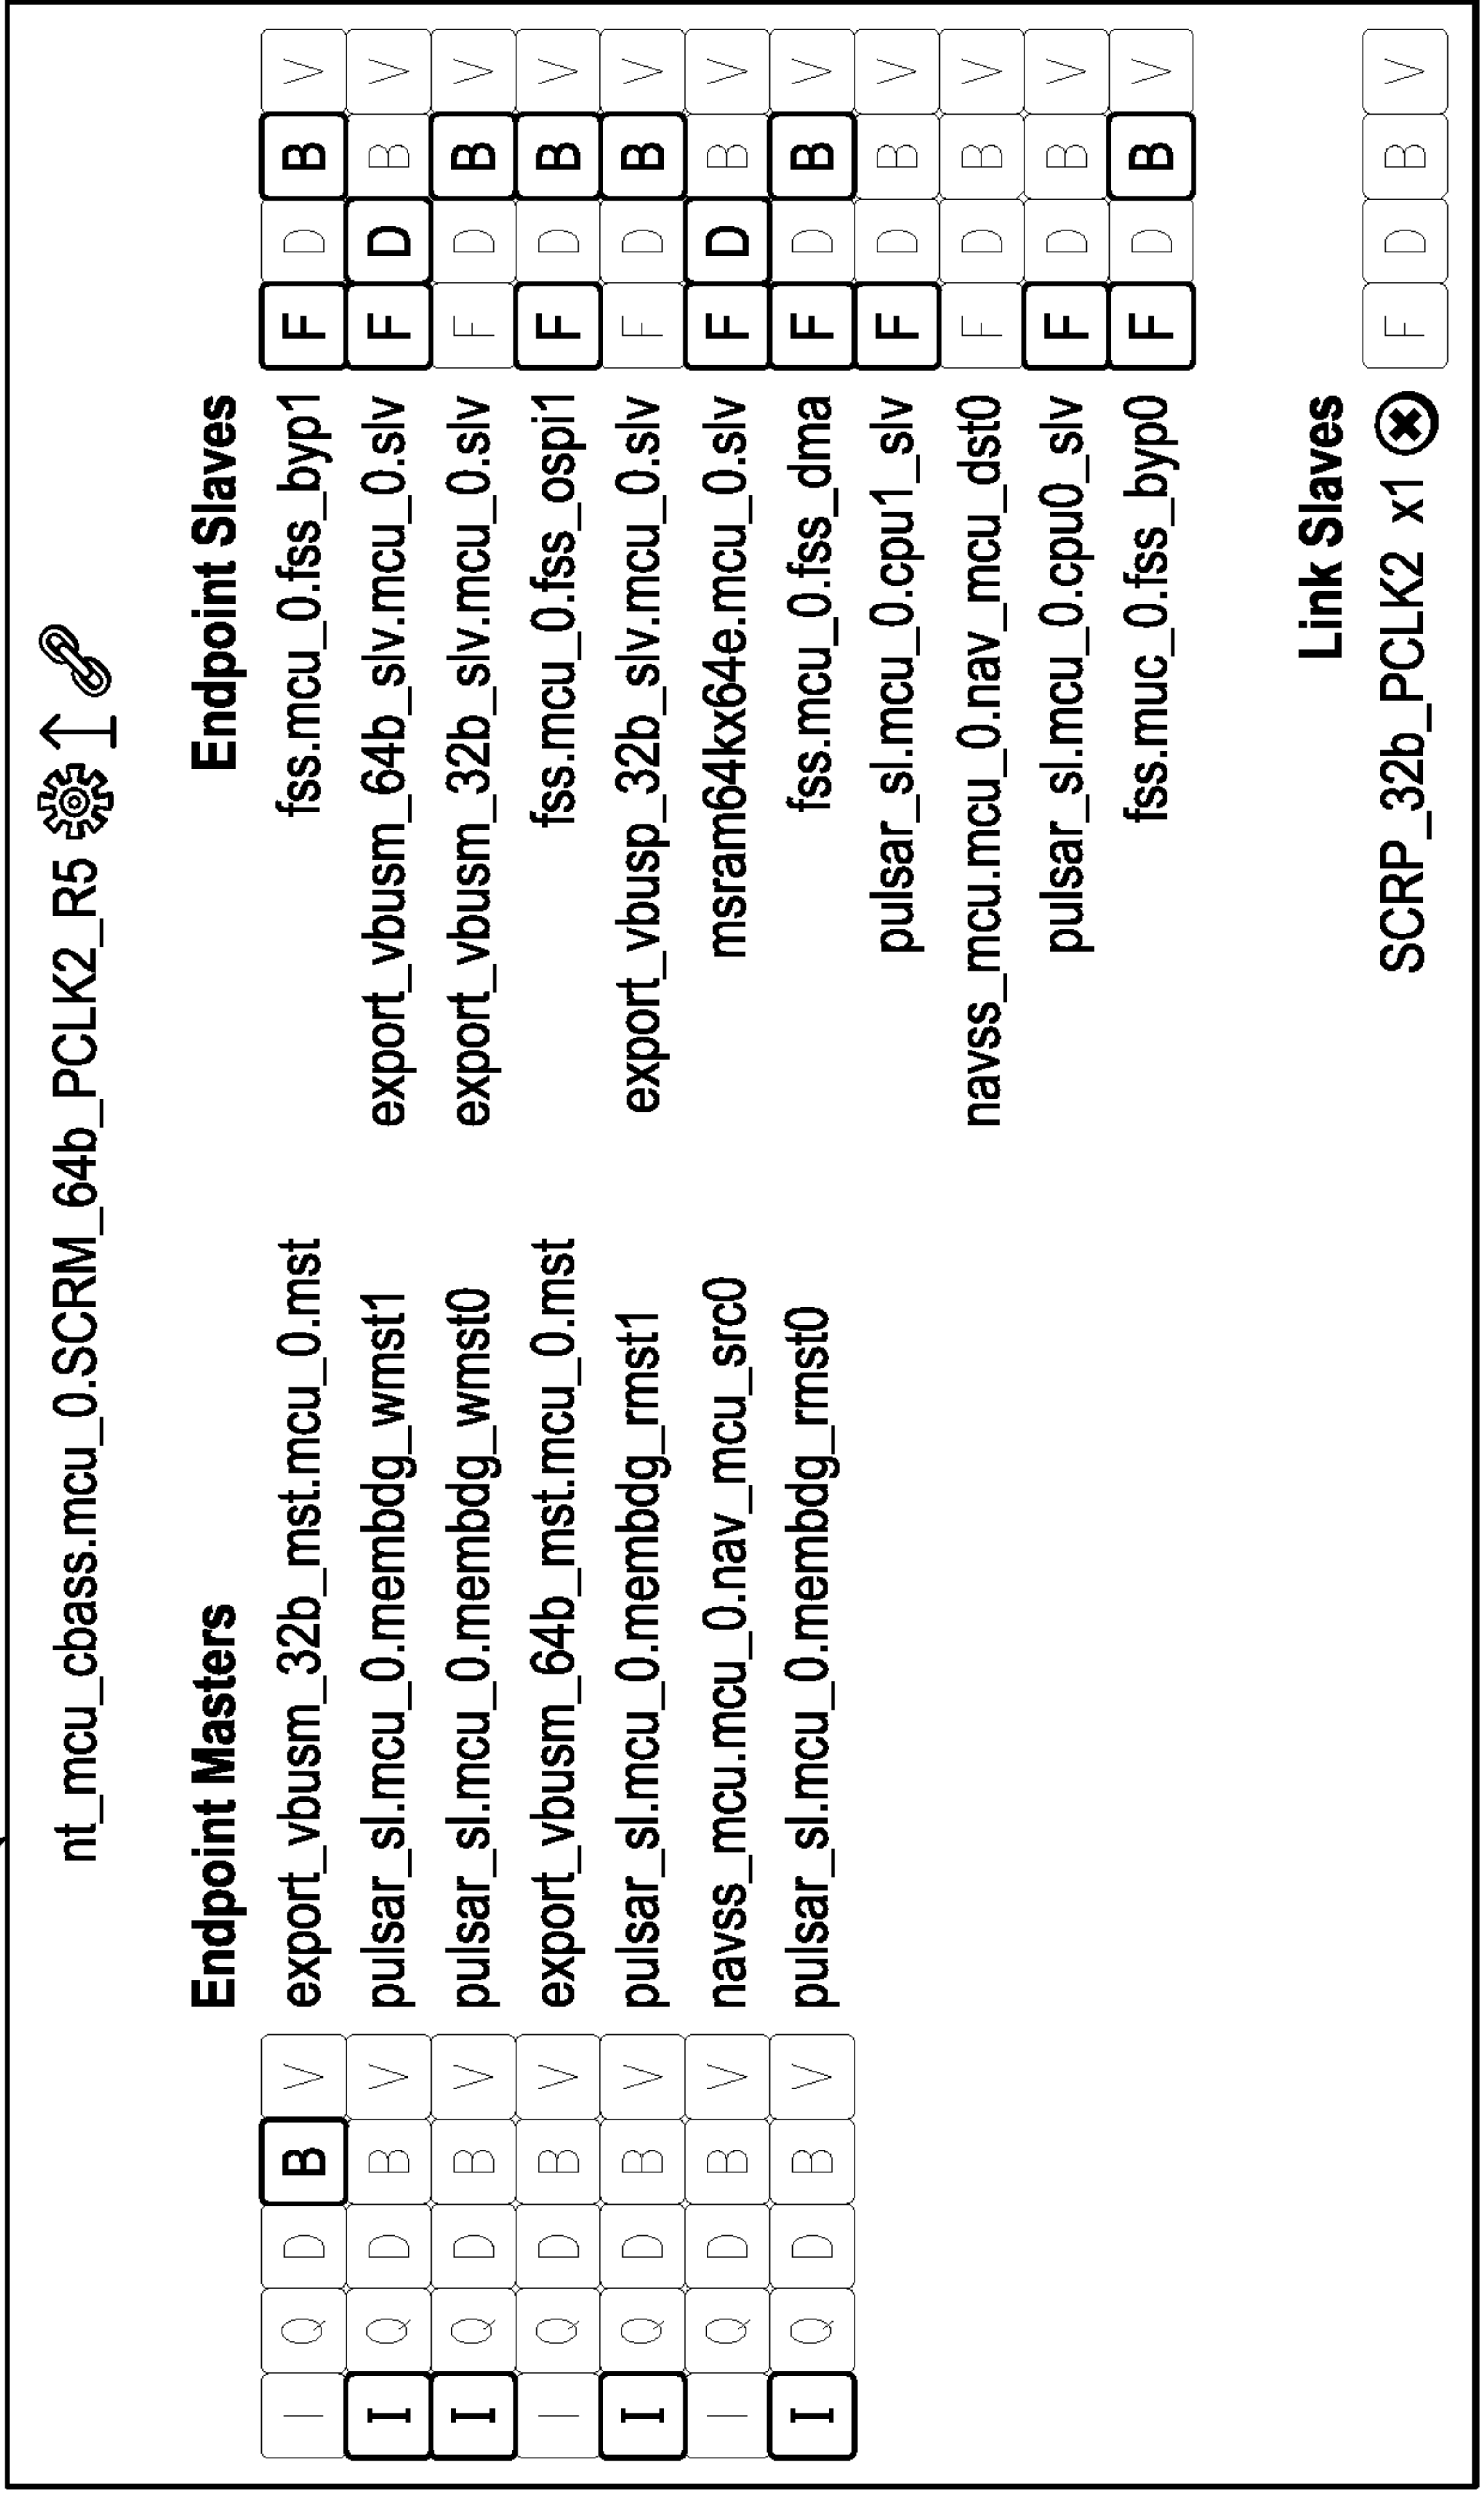 nt_mcu_cbass.mcu_0.SCRM_64b_PCLK2_R5
Endpoint Masters
I Q D B V export_vbusm_32b_mst.mcu_0.mst
I Q D B V pulsar_sl.mcu_0.membdg_wmst1
I Q D B V pulsar_sl.mcu_0.membdg_wmst0
I Q D B V export_vbusm_64b_mst.mcu_0.mst
I Q D B V pulsar_sl.mcu_0.membdg_rmst1
I Q D B V navss_mcu.mcu_0.nav_mcu_src0
I Q D B V pulsar_sl.mcu_0.membdg_rmst0
Endpoint Slaves
fss.mcu_0.fss_byp1 F D B V
export_vbusm_64b_slv.mcu_0.slv F D B V
export_vbusm_32b_slv.mcu_0.slv F D B V
fss.mcu_0.fss_ospi1 F D B V
export_vbusp_32b_slv.mcu_0.slv F D B V
msram64kx64e.mcu_0.slv F D B V
fss.mcu_0.fss_dma F D B V
pulsar_sl.mcu_0.cpu1_slv F D B V
navss_mcu.mcu_0.nav_mcu_dst0 F D B V
pulsar_sl.mcu_0.cpu0_slv F D B V
fss.muc_0.fss_byp0 F D B V
Link Slaves
SCRP_32b_PCLK2 x1 F D B V